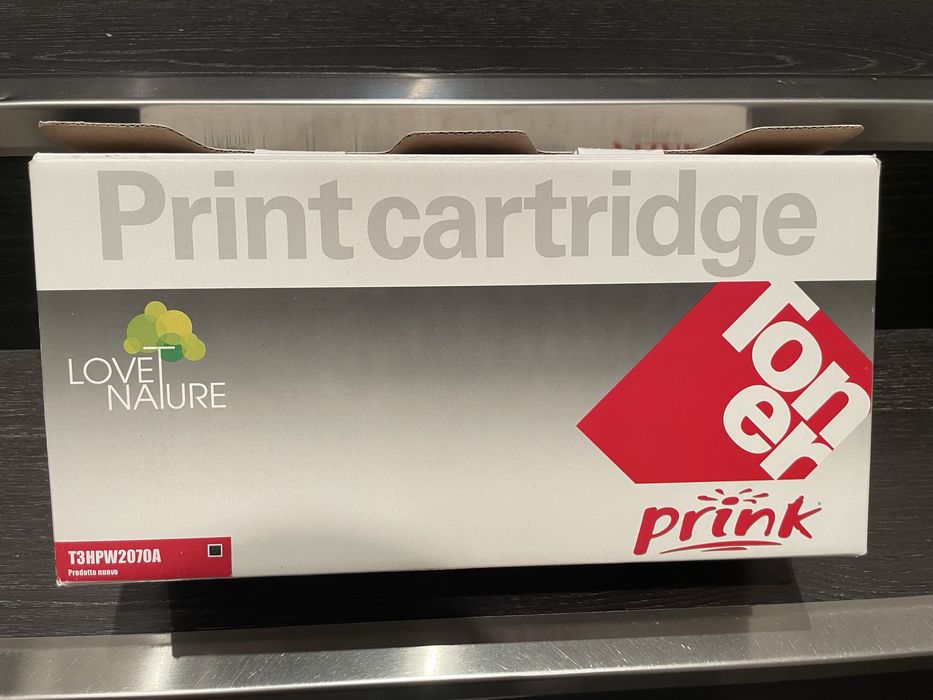 Print cartridge
LOVE
NATURE
Toner
prink
T3HPW2070A
Prodotto nuovo